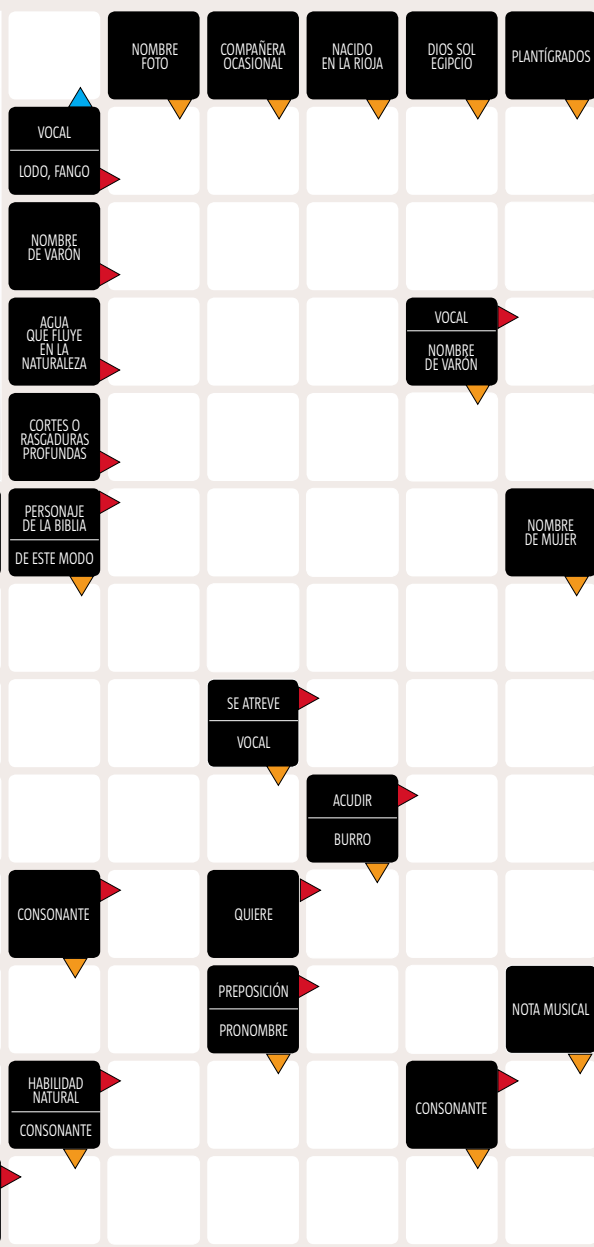 NOMBRE
FOTO
COMPAÑERA
OCASIONAL
NACIDO
EN LA RIOJA
DIOS SOL
EGIPCIO
PLANTÍGRADOS
VOCAL
LODO, FANGO
NOMBRE
DE VARÓN
AGUA
QUE FLUYE
EN LA
NATURALEZA
VOCAL
NOMBRE
DE VARÓN
CORTES O
RASGADURAS
PROFUNDAS
PERSONAJE
DE LA BIBLIA
DE ESTE MODO
NOMBRE
DE MUJER
SE ATREVE
VOCAL
ACUDIR
BURRO
CONSONANTE
QUIERE
PREPOSICIÓN
PRONOMBRE
NOTA MUSICAL
HABILIDAD
NATURAL
CONSONANTE
CONSONANTE